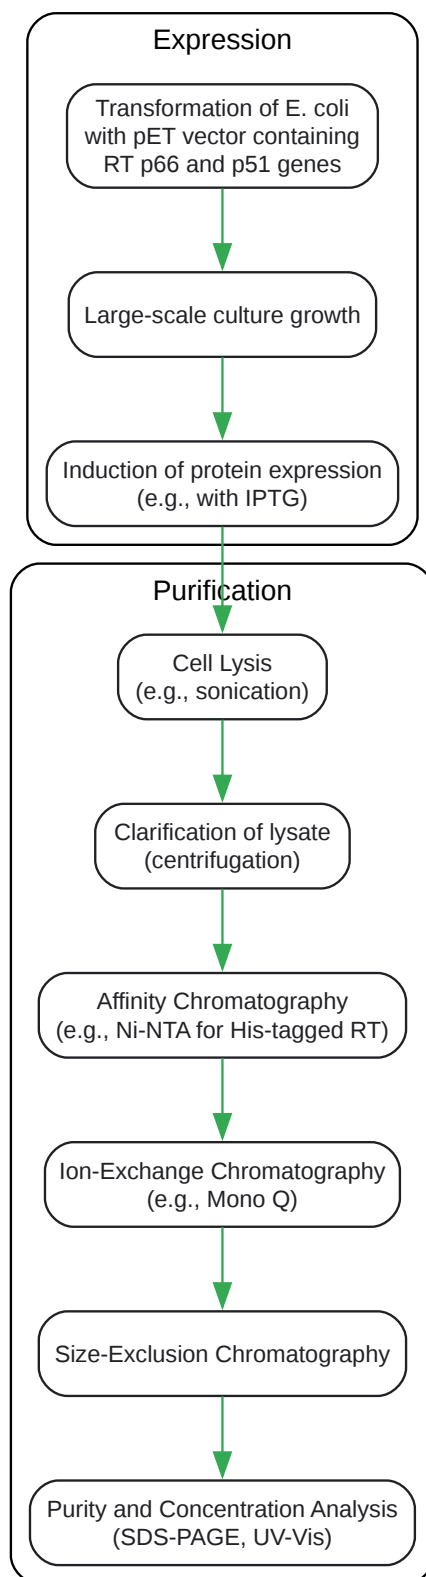 Expression
Transformation of E. coli
with pET vector containing
RT p66 and p51 genes
Large-scale culture growth
Induction of protein expression
(e.g., with IPTG)
Purification
Cell Lysis
(e.g., sonication)
Clarification of lysate
(centrifugation)
Affinity Chromatography
(e.g., Ni-NTA for His-tagged RT)
Ion-Exchange Chromatography
(e.g., Mono Q)
Size-Exclusion Chromatography
Purity and Concentration Analysis
(SDS-PAGE, UV-Vis)